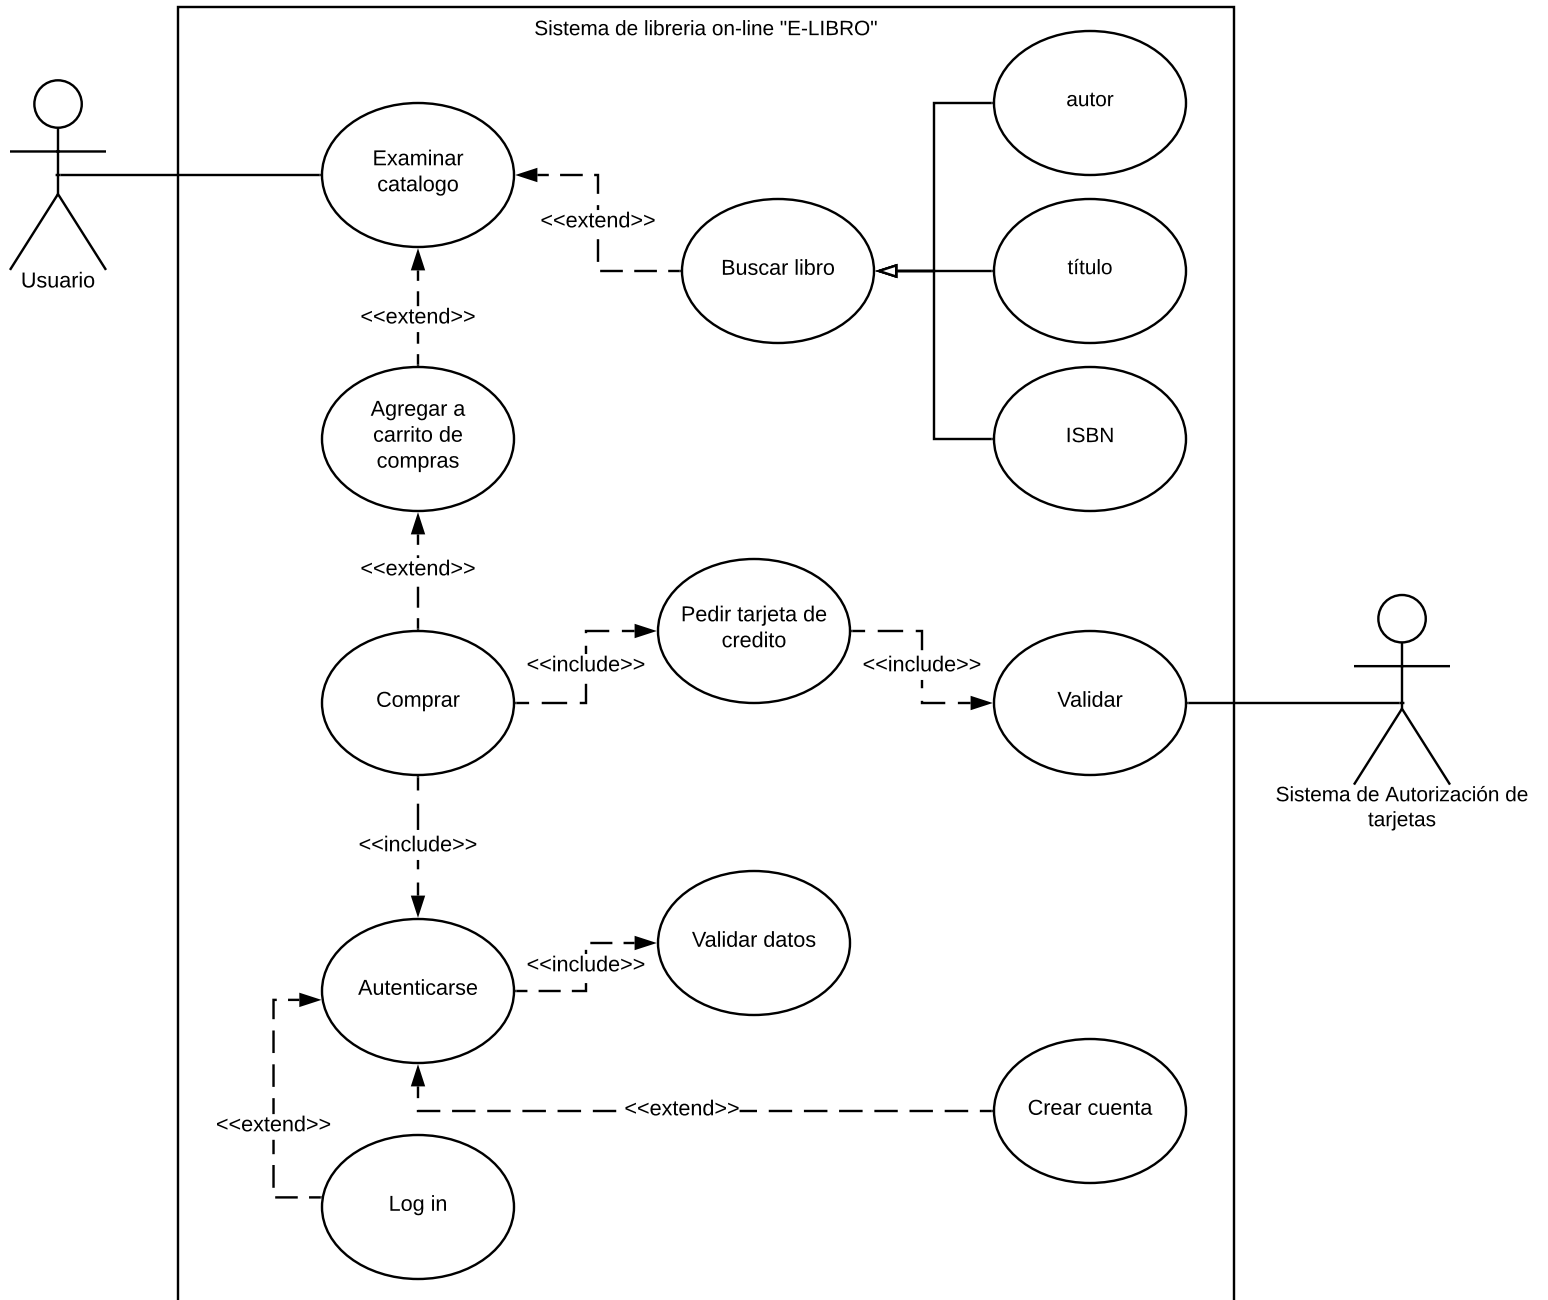 Sistema de libreria on-line "E-LIBRO"
autor
Examinar
catalogo
<<extend>>
Buscar libro
título
Usuario
<<extend>>
Agregar a
carrito de
compras
ISBN
<<extend>>
Pedir tarjeta de
credito
<<include>>
<<include>>
Comprar
Validar
Sistema de Autorización de
tarjetas
<<include>>
Validar datos
<<include>>
Autenticarse
<<extend>>
Crear cuenta
<<extend>>
Log in